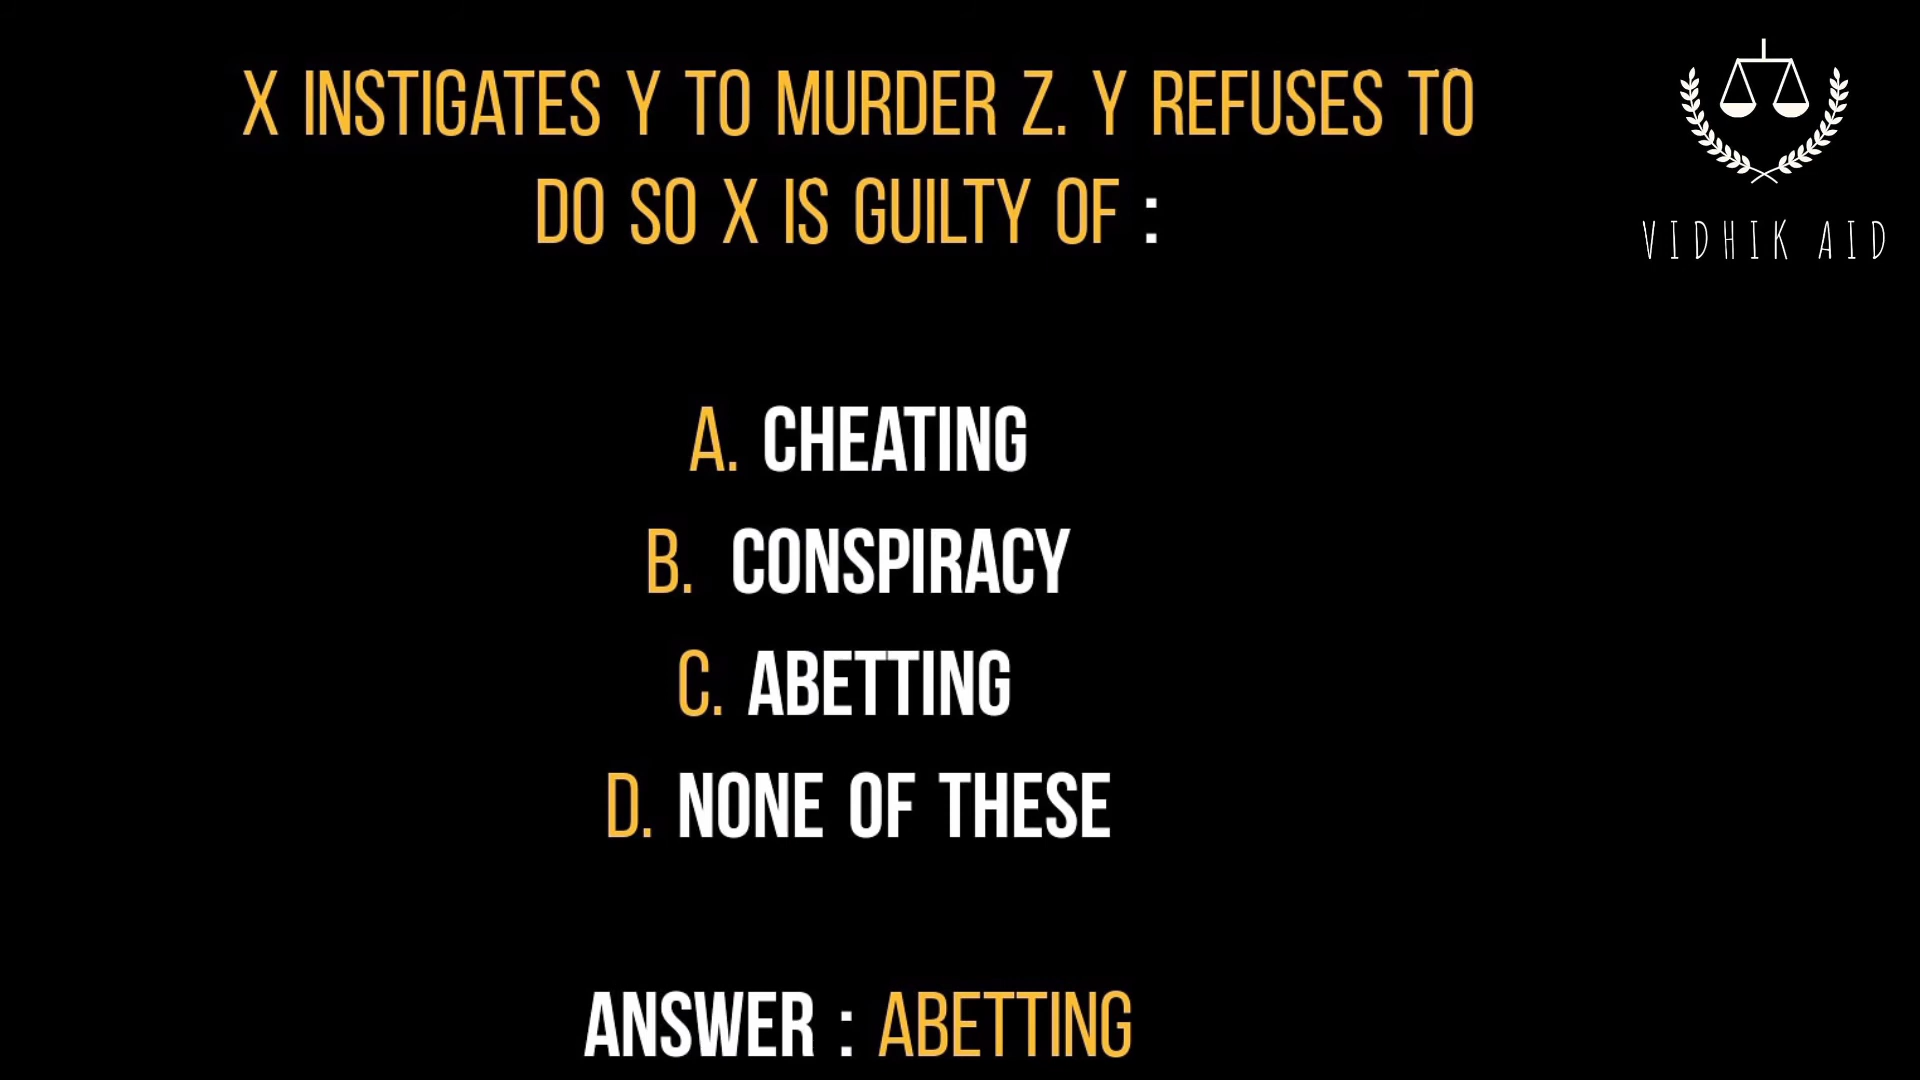 X INSTIGATES Y TO MURDER Z. Y REFUSES TO
DO SO X IS GUILTY OF :
VIDHIK AID
A. CHEATING
B. CONSPIRACY
C. ABETTING
D. NONE OF THESE
ANSWER : ABETTING